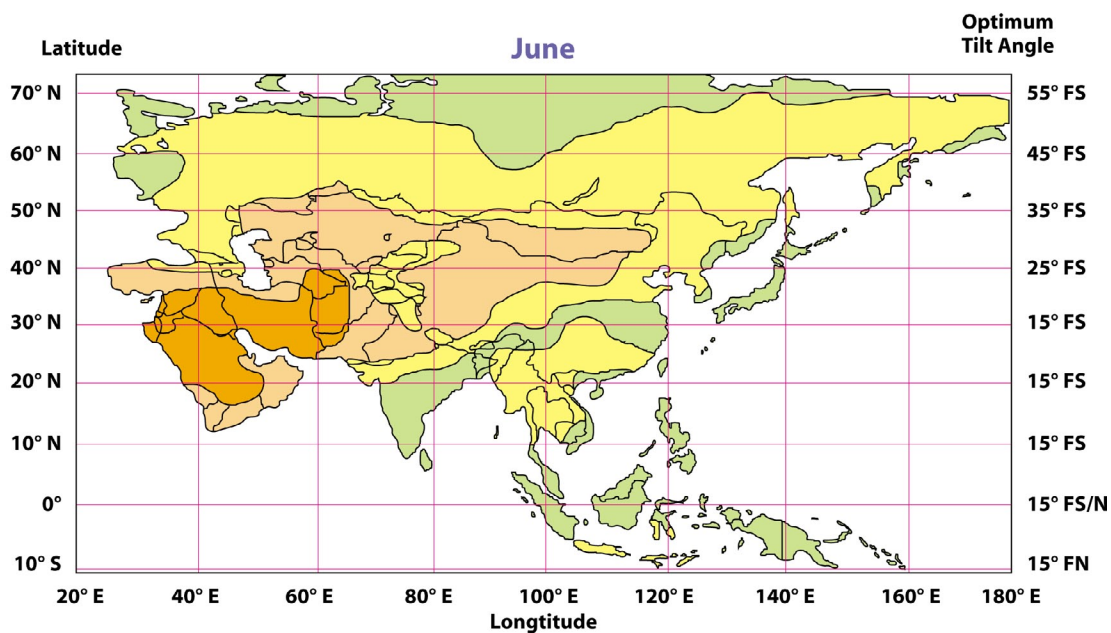 Latitude
June
Optimum
Tilt Angle
70° N
55° FS
60° N
45° FS
50° N
35° FS
40° N
25° FS
30° N
15° FS
20° N
15° FS
10° N
15° FS
0°
15° FS/N
10° S
15° FN
20° E
40° E
60° E
80° E
100° E
120° E
140° E
160° E
180° E
Longtitude